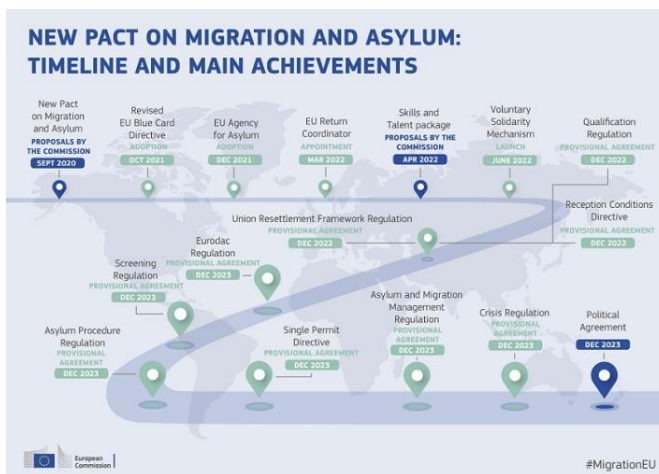 NEW PACT ON MIGRATION AND ASYLUM:
TIMELINE AND MAIN ACHIEVEMENTS
New Pact
on Migration
and Asylum
PROPOSALS BY
THE COMMISSION
SEPT 2020
Revised
EU Blue Card
Directive
ADOPTION
OCT 2021
EU Agency
for Asylum
ADOPTION
DEC 2021
EU Return
Coordinator
APPOINTMENT
MAR 2022
Skills and
Talent package
PROPOSALS BY THE
COMMISSION
APR 2022
Voluntary
Solidarity
Mechanism
LAUNCH
JUNE 2022
Qualification
Regulation
PROVISIONAL AGREEMENT
DEC 2022
Union Resettlement Framework Regulation
PROVISIONAL AGREEMENT
DEC 2022
Reception Conditions
Directive
PROVISIONAL AGREEMENT
DEC 2022
Eurodac
Regulation
PROVISIONAL AGREEMENT
DEC 2023
Screening
Regulation
PROVISIONAL AGREEMENT
DEC 2023
Asylum Procedure
Regulation
PROVISIONAL
AGREEMENT
DEC 2023
Single Permit
Directive
PROVISIONAL
AGREEMENT
DEC 2023
Asylum and Migration
Management
Regulation
PROVISIONAL
AGREEMENT
DEC 2023
Crisis Regulation
PROVISIONAL
AGREEMENT
DEC 2023
Political
Agreement
DEC 2023
European
Commission
#MigrationEU